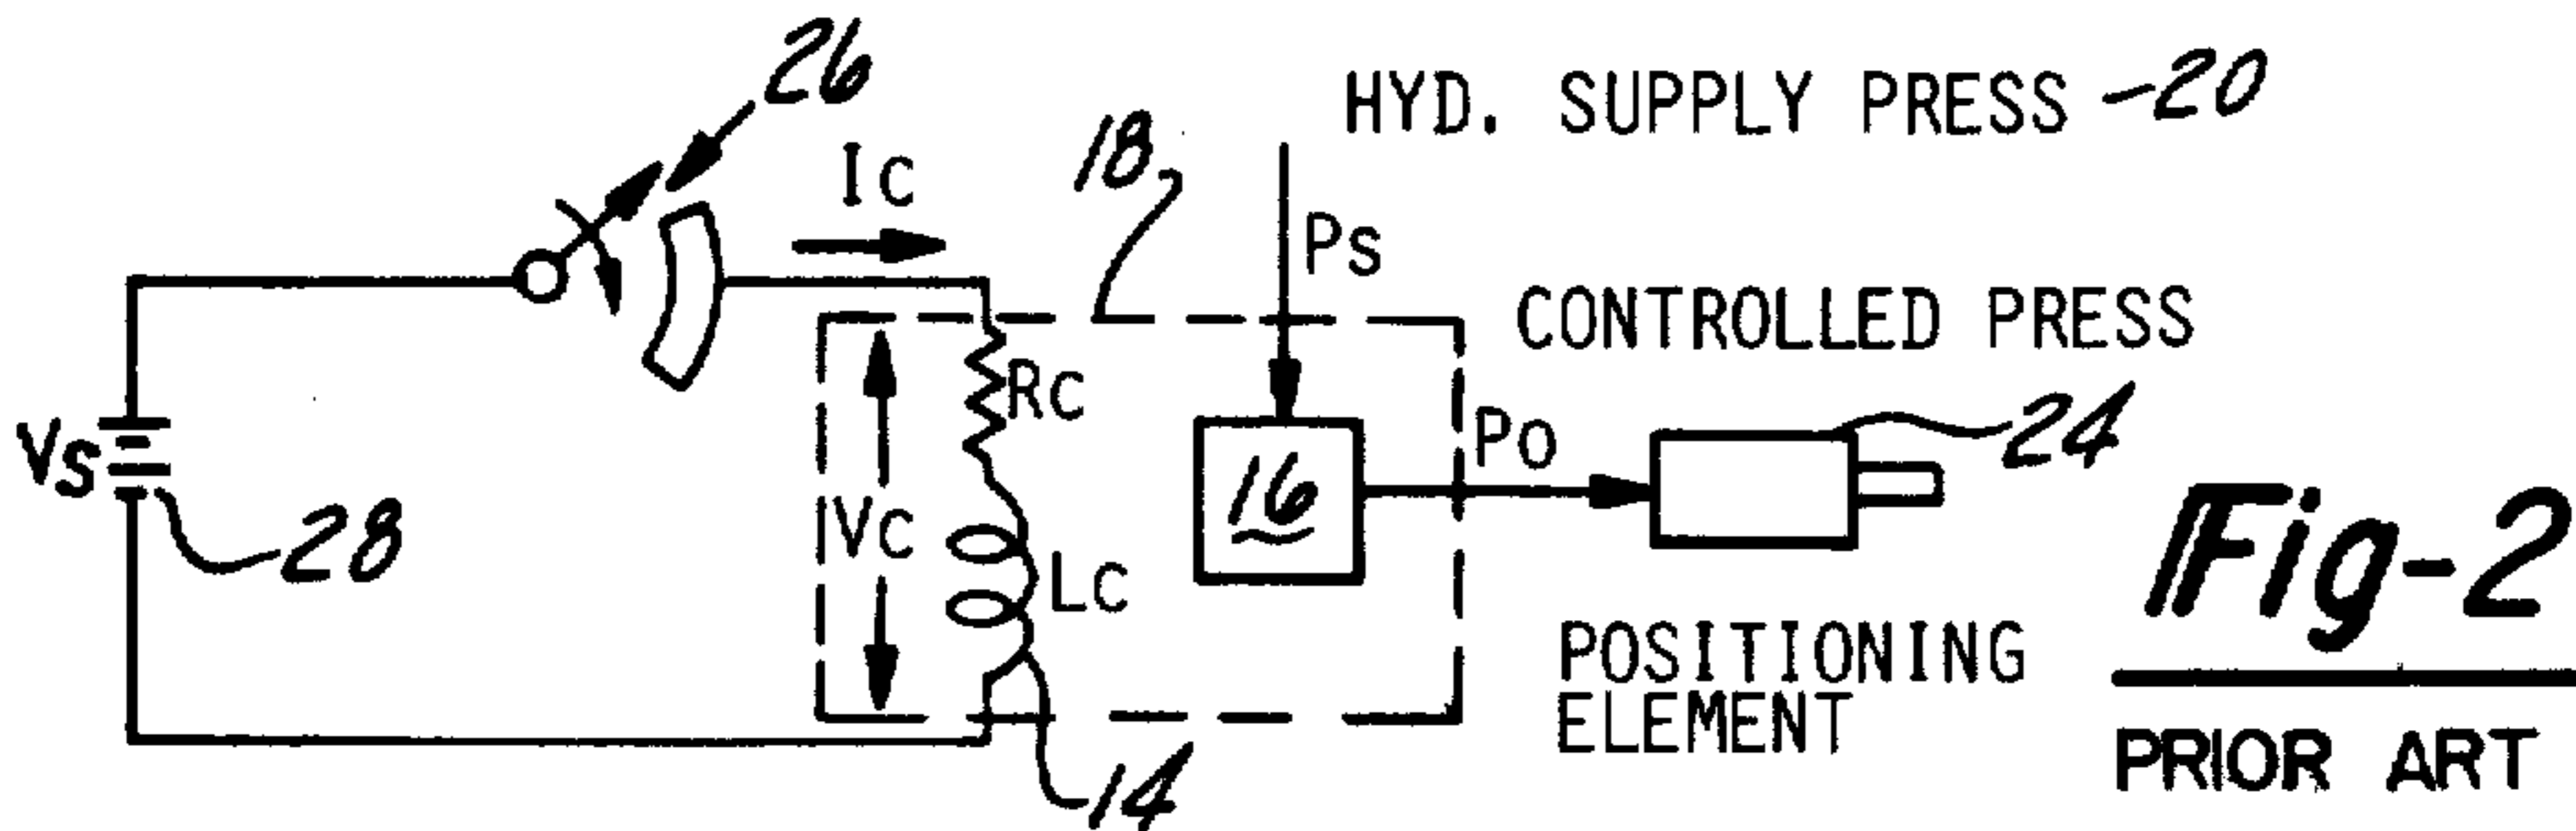 26
HYD. SUPPLY PRESS -20
18
Ic
Ps
CONTROLLED PRESS
Rc
Po
24
Vs
16
Vc
28
Lc
Fig-2
POSITIONING
ELEMENT
PRIOR ART
14